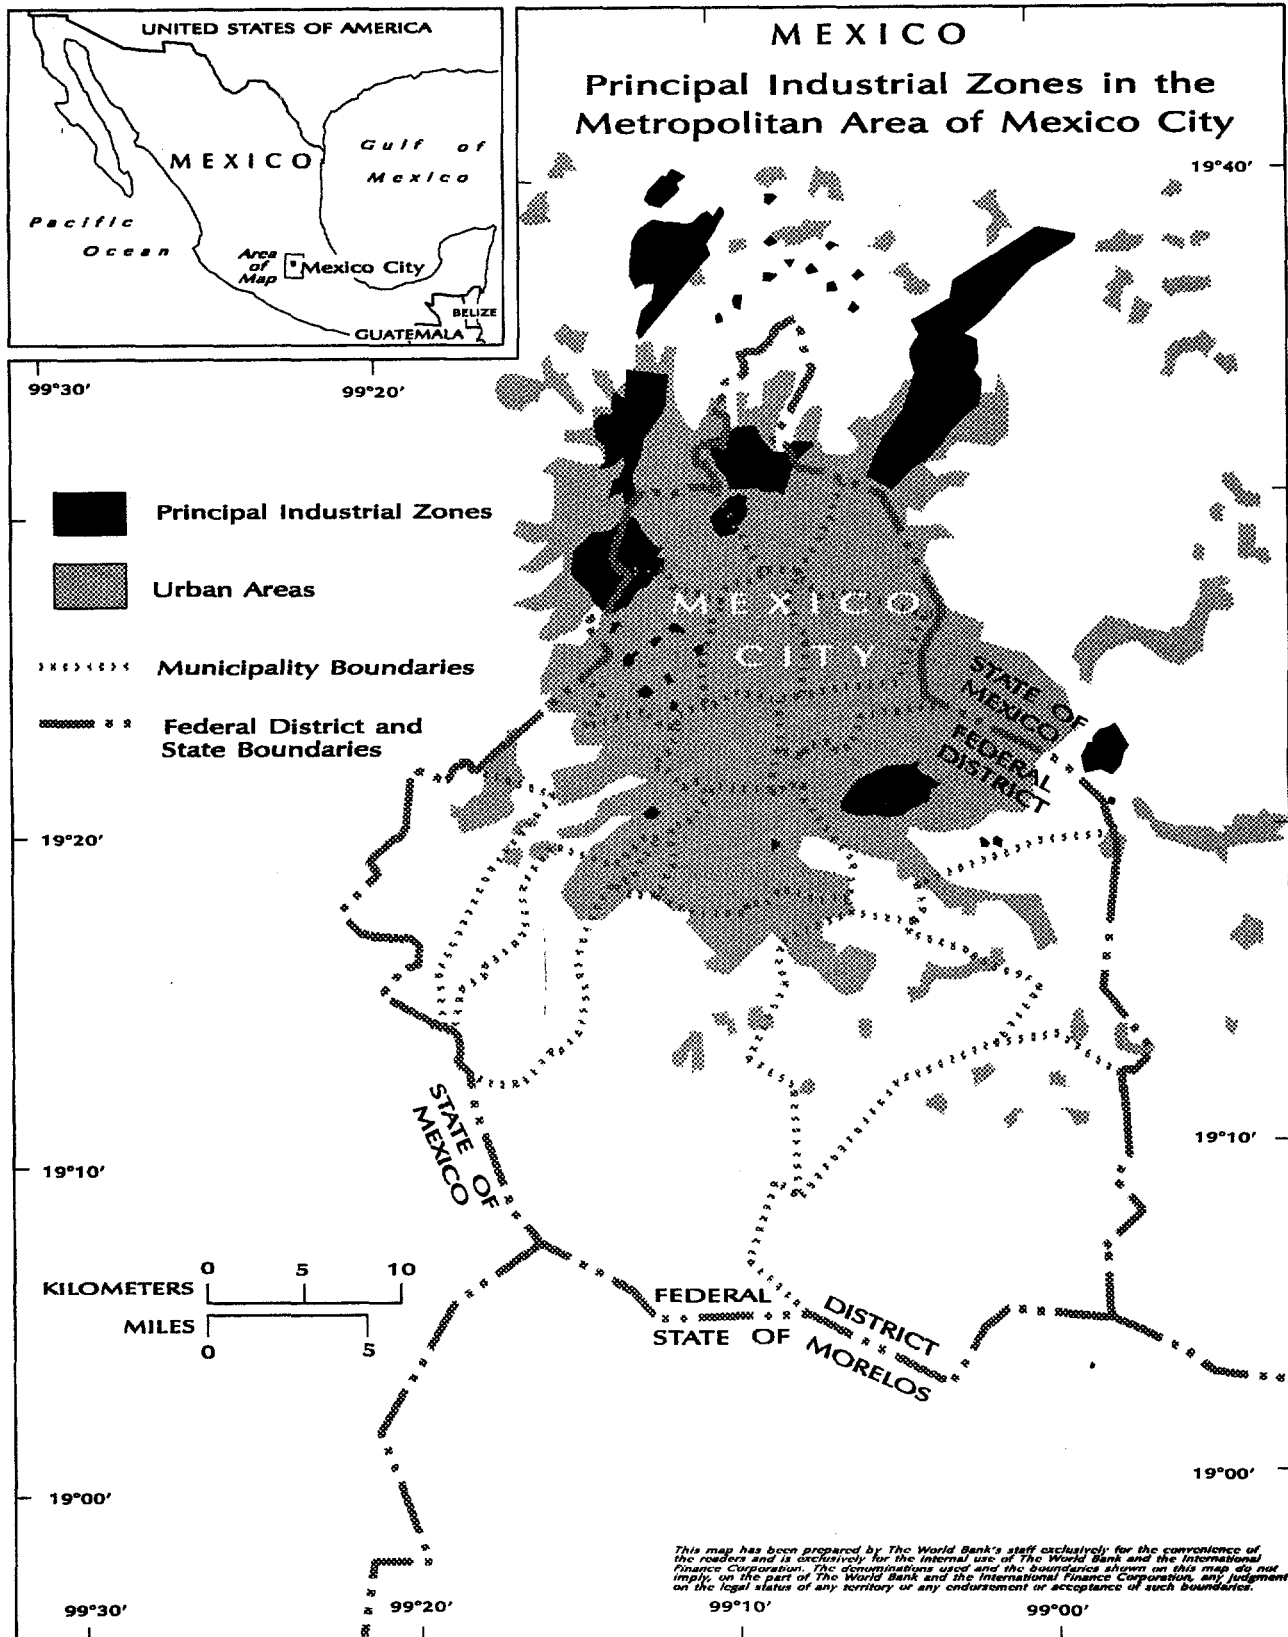 UNITED STATES OF AMERICA
MEXICO
Gulf of
Mexico
Pacific
Ocean
Area
of
Map
Mexico City
BELIZE
GUATEMALA
MEXICO
Principal Industrial Zones in the
Metropolitan Area of Mexico City
19°40'
99°30'
99°20'
Principal Industrial Zones
Urban Areas
Municipality Boundaries
Federal District and
State Boundaries
MEXICO
CITY
STATE OF
MEXICO
FEDERAL
DISTRICT
19°20'
STATE OF
MEXICO
19°10'
19°10'
KILOMETERS
0 5 10
MILES
0 5
FEDERAL DISTRICT
STATE OF MORELOS
19°00'
19°00'
This map has been prepared by The World Bank's staff exclusively for the convenience of
the readers and is exclusively for the internal use of The World Bank and the International
Finance Corporation. The denominations used and the boundaries shown on this map do not
imply, on the part of The World Bank and the International Finance Corporation, any judgment
on the legal status of any territory or any endorsement or acceptance of such boundaries.
99°30'
99°20'
99°10'
99°00'